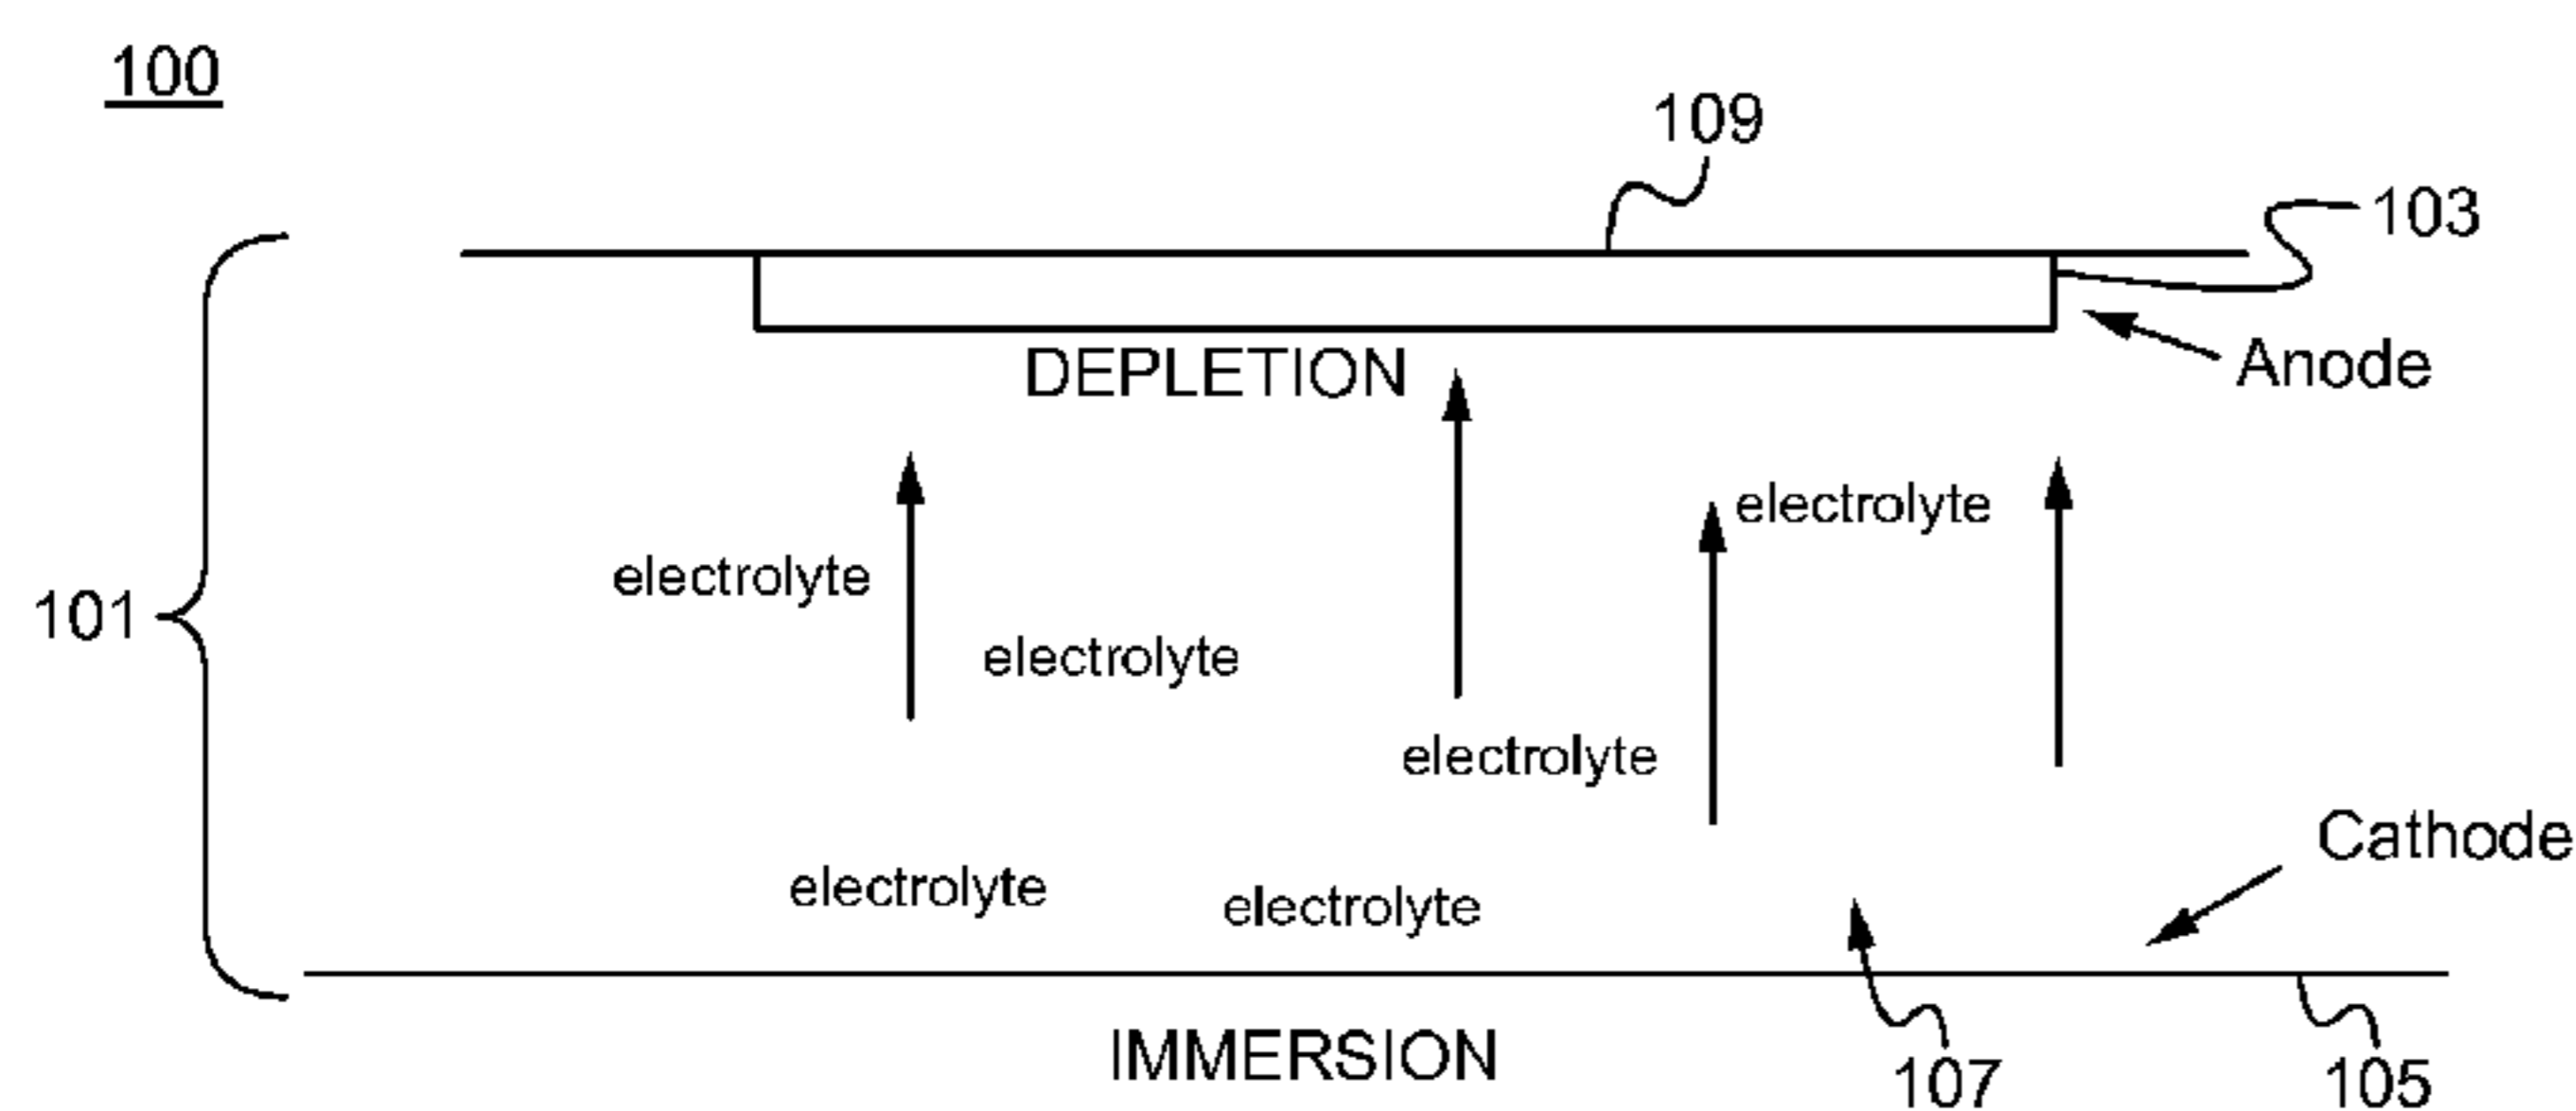 100
109
103
DEPLETION
Anode
electrolyte
electrolyte
electrolyte
101
electrolyte
Cathode
electrolyte
electrolyte
IMMERSION
107
105